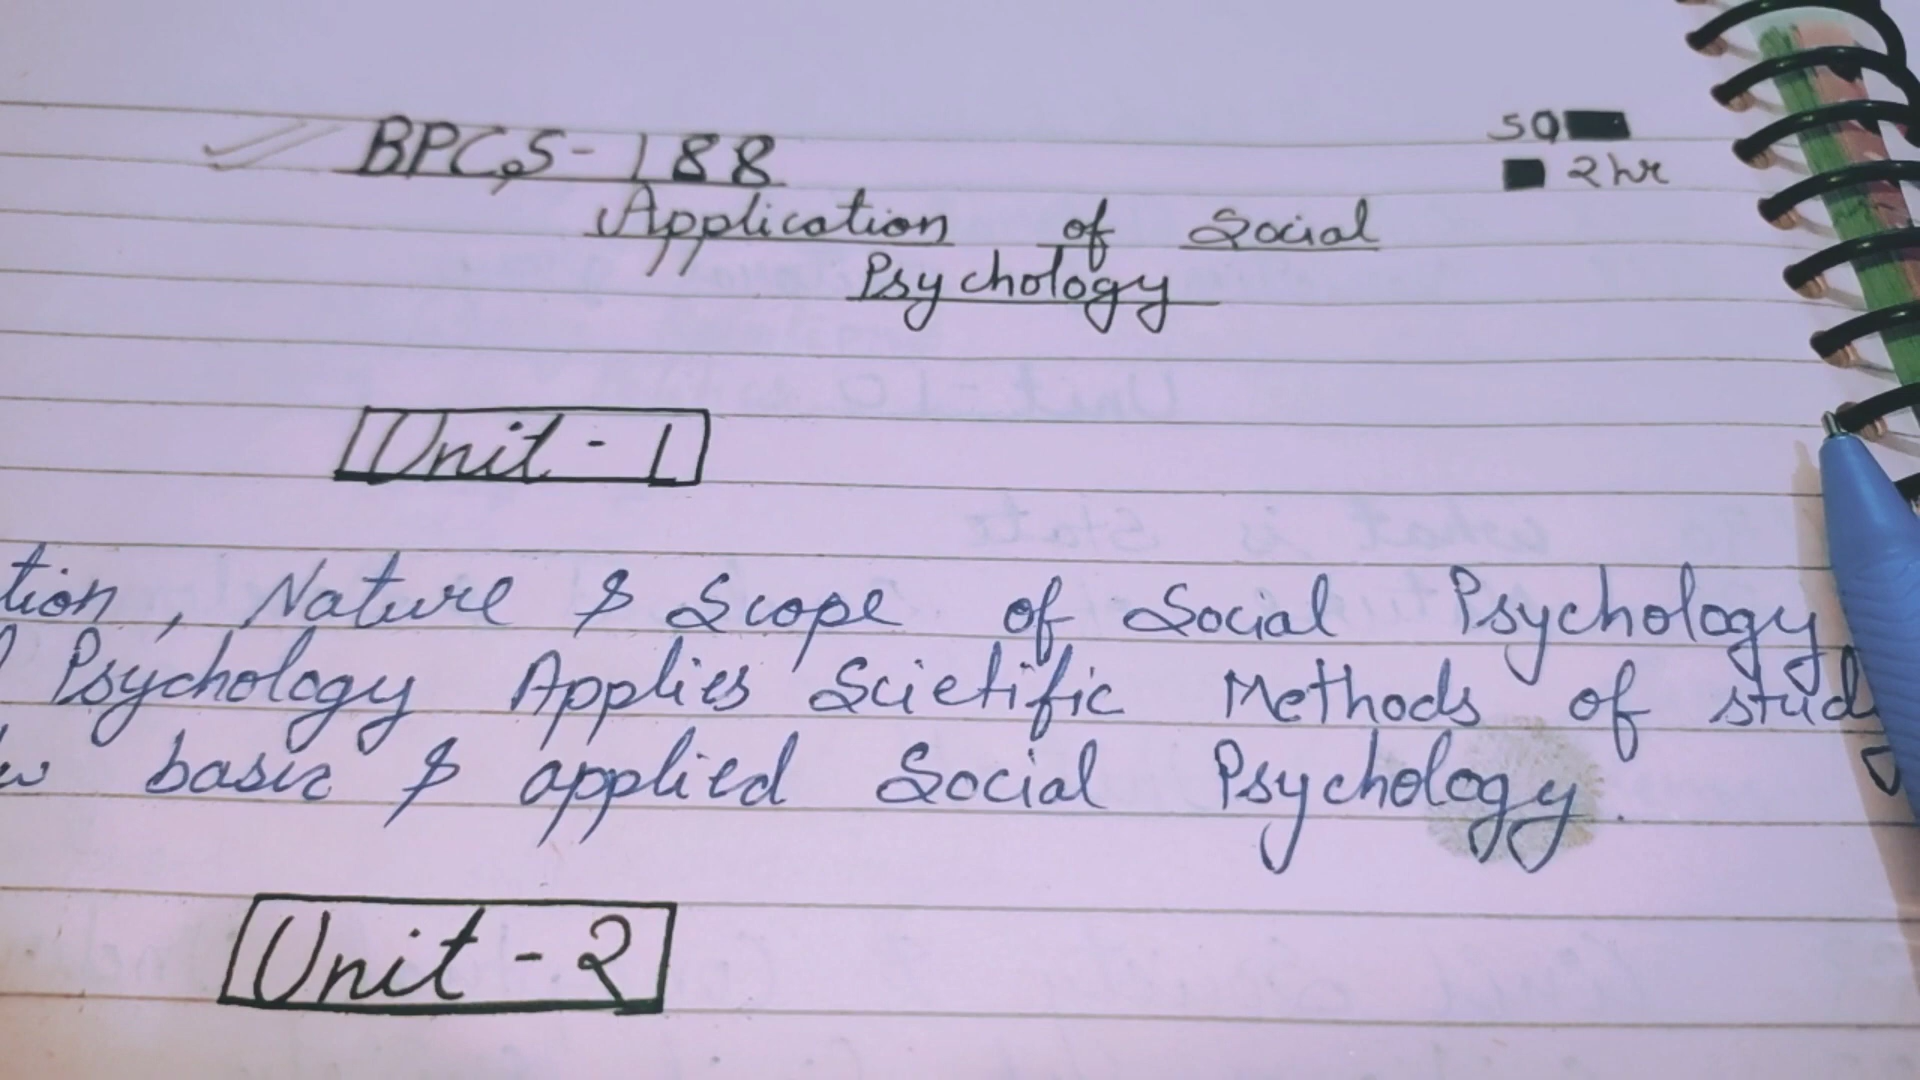 BPCS-188
50
2hr
Application of Social
Psychology
Unit - 1
tion, Nature & Scope of Social Psychology
Psychology Applies Scietific Methods of study
basic & applied Social Psychology.
Unit - 2